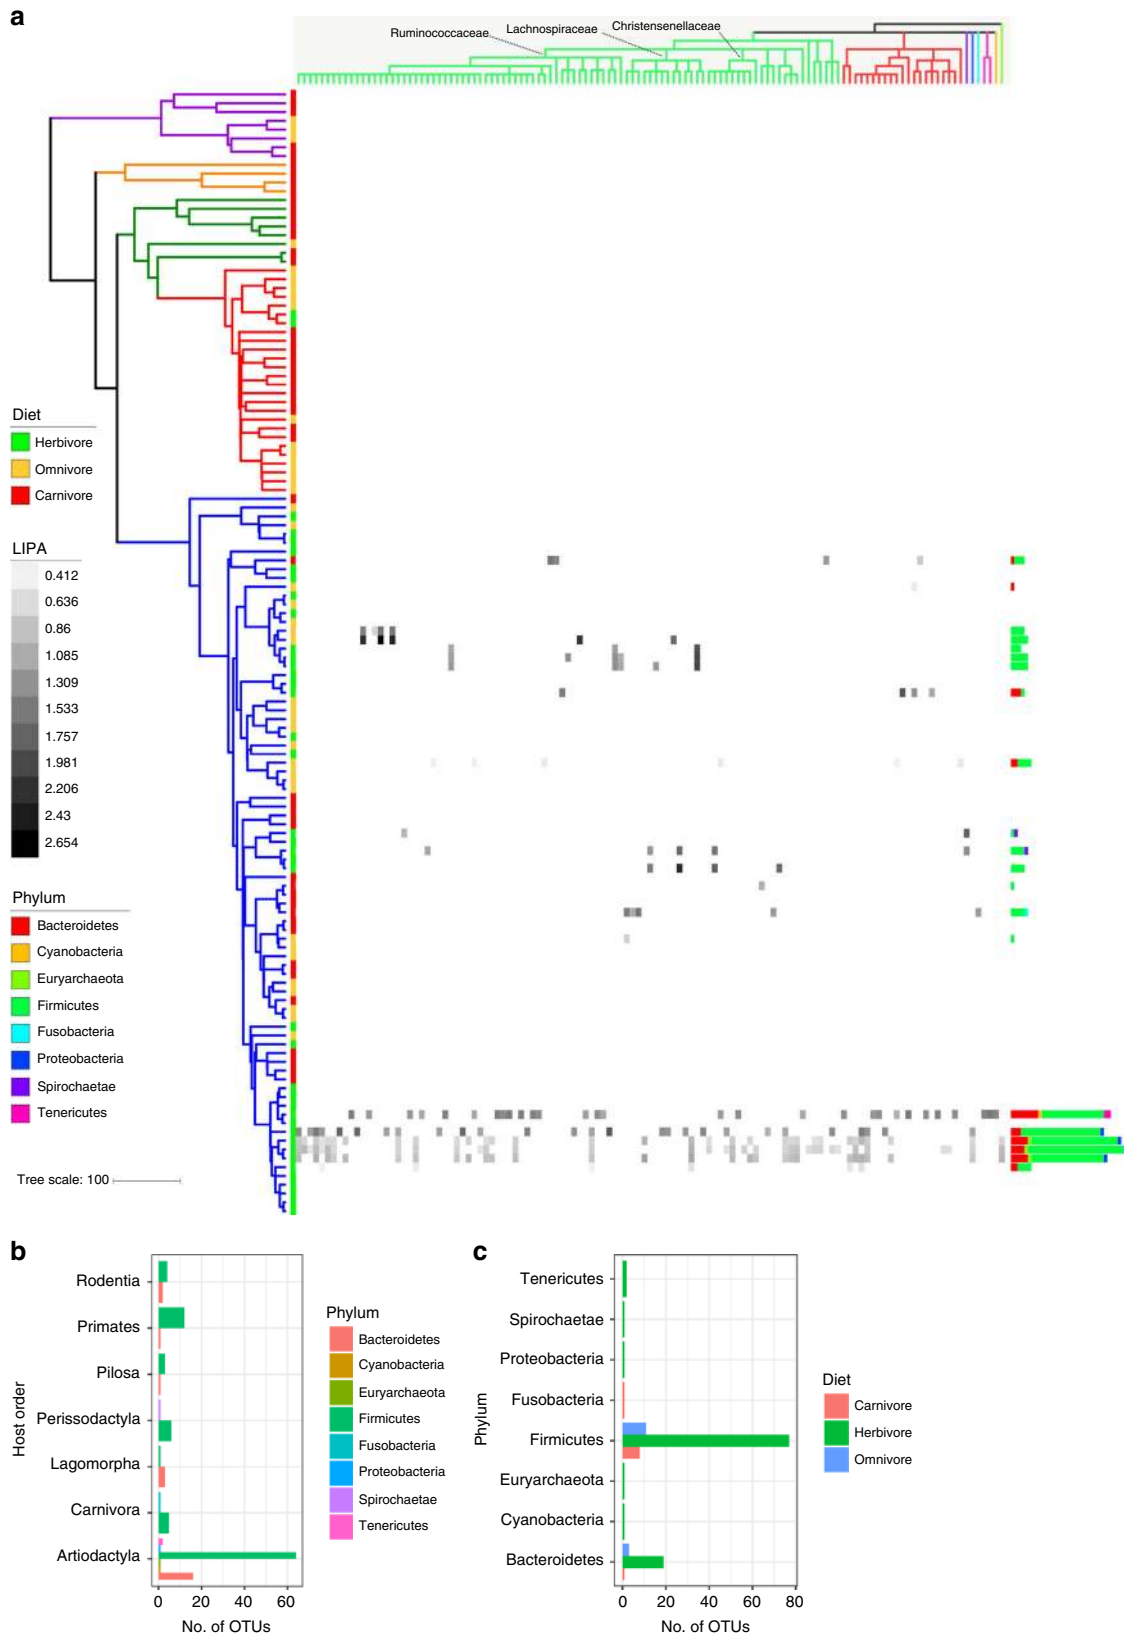 a
Ruminococcaceae
Lachnospiraceae
Christensenellaceae
Diet
Herbivore
Omnivore
Carnivore
LIPA
0.412
0.636
0.86
1.085
1.309
1.533
1.757
1.981
2.206
2.43
2.654
Phylum
Bacteroidetes
Cyanobacteria
Euryarchaeota
Firmicutes
Fusobacteria
Proteobacteria
Spirochaetae
Tenericutes
Tree scale: 100
b
Host order
Rodentia
Primates
Pilosa
Perissodactyla
Lagomorpha
Carnivora
Artiodactyla
0 20 40 60
No. of OTUs
Phylum
Bacteroidetes
Cyanobacteria
Euryarchaeota
Firmicutes
Fusobacteria
Proteobacteria
Spirochaetae
Tenericutes
c
Phylum
Tenericutes
Spirochaetae
Proteobacteria
Fusobacteria
Firmicutes
Euryarchaeota
Cyanobacteria
Bacteroidetes
0 20 40 60 80
No. of OTUs
Diet
Carnivore
Herbivore
Omnivore